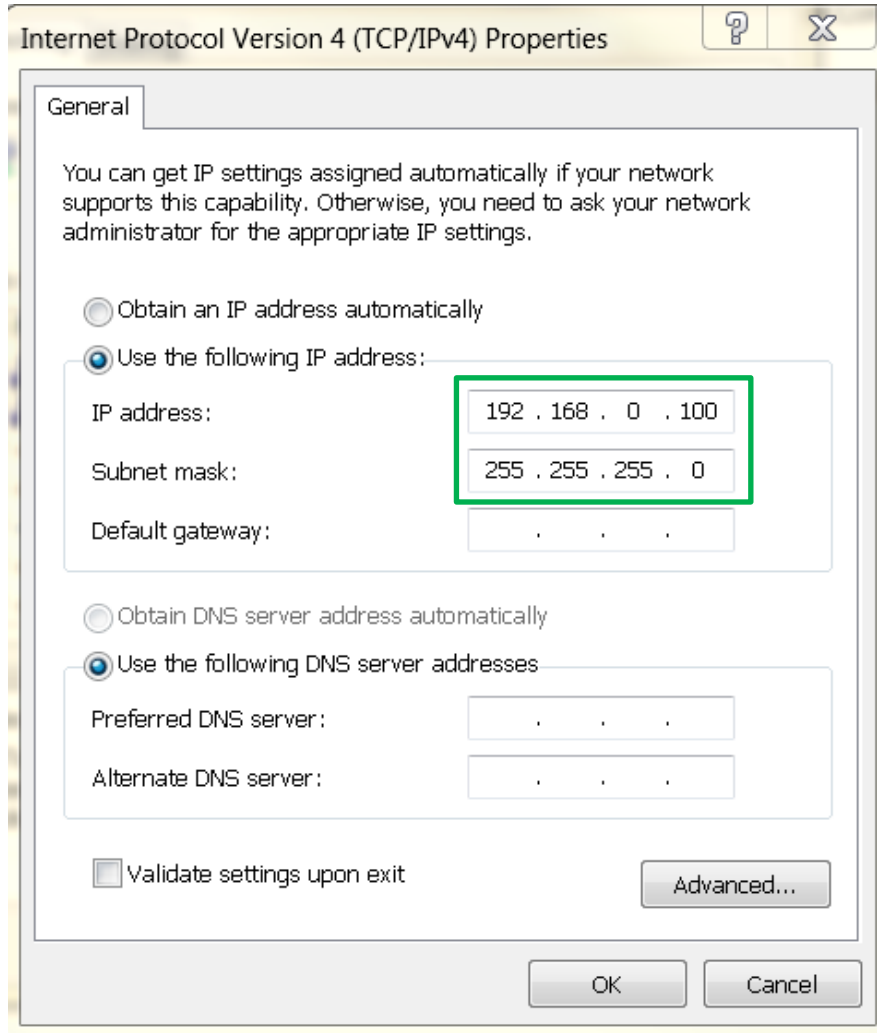 Internet Protocol Version 4 (TCP/IPv4) Properties
General
You can get IP settings assigned automatically if your network
supports this capability. Otherwise, you need to ask your network
administrator for the appropriate IP settings.
Obtain an IP address automatically
Use the following IP address:
IP address: 192 . 168 . 0 . 100
Subnet mask: 255 . 255 . 255 . 0
Default gateway: . . .
Obtain DNS server address automatically
Use the following DNS server addresses
Preferred DNS server: . . .
Alternate DNS server: . . .
Validate settings upon exit
Advanced...
OK Cancel